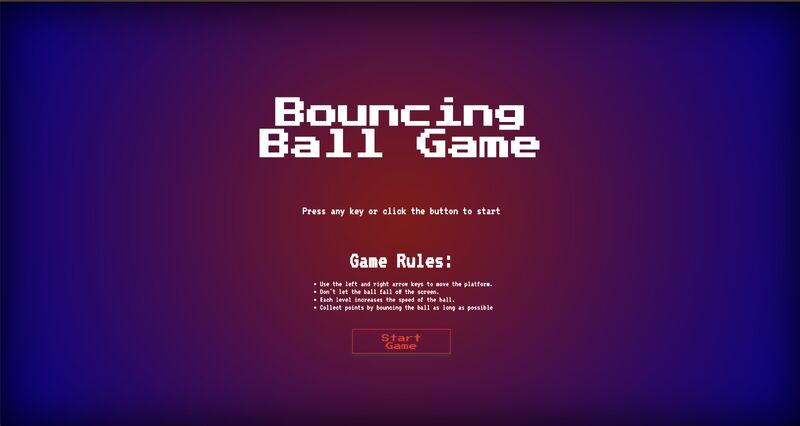 Bouncing
Ball Game
Press any key or click the button to start
Game Rules:
• Use the left and right arrow keys to move the platform.
• Don't let the ball fall off the screen.
• Each level increases the speed of the ball.
• Collect points by bouncing the ball as long as possible
Start
Game